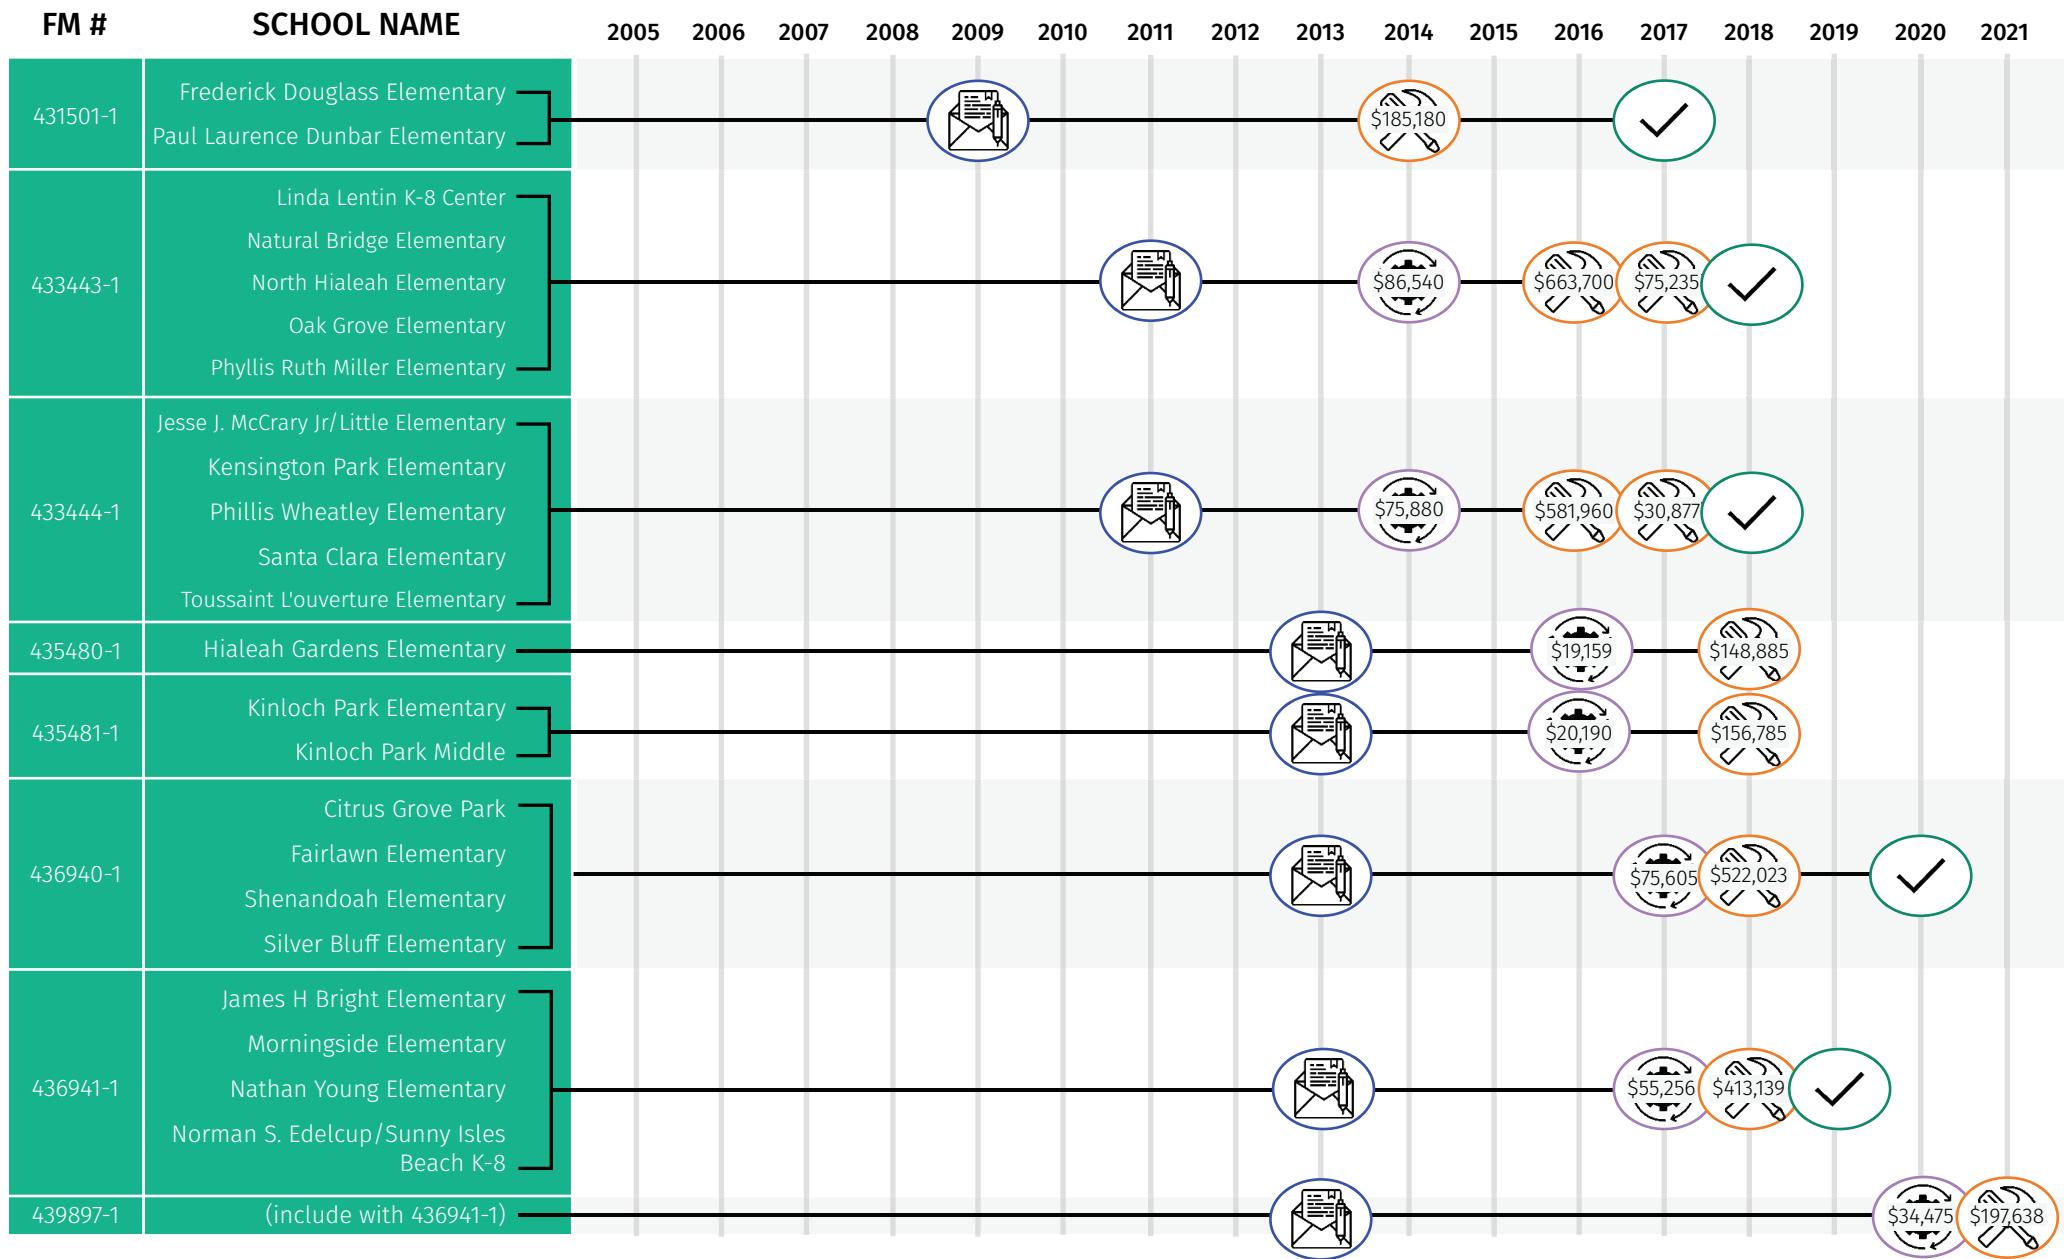 FM # SCHOOL NAME 2005 2006 2007 2008 2009 2010 2011 2012 2013 2014 2015 2016 2017 2018 2019 2020 2021
431501-1
Frederick Douglass Elementary
Paul Laurence Dunbar Elementary
$185,180
433443-1
Linda Lentin K-8 Center
Natural Bridge Elementary
North Hialeah Elementary
Oak Grove Elementary
Phyllis Ruth Miller Elementary
$86,540 $663,700 $75,235
433444-1
Jesse J. McCrary Jr/Little Elementary
Kensington Park Elementary
Phillis Wheatley Elementary
Santa Clara Elementary
Toussaint L'ouverture Elementary
$75,880 $581,960 $30,877
435480-1 Hialeah Gardens Elementary $19,159 $148,885
435481-1
Kinloch Park Elementary
Kinloch Park Middle
$20,190 $156,785
436940-1
Citrus Grove Park
Fairlawn Elementary
Shenandoah Elementary
Silver Bluff Elementary
$75,605 $522,023
436941-1
James H Bright Elementary
Morningside Elementary
Nathan Young Elementary
Norman S. Edelcup/Sunny Isles
Beach K-8
$55,256 $413,139
439897-1 (include with 436941-1) $34,475 $197,638